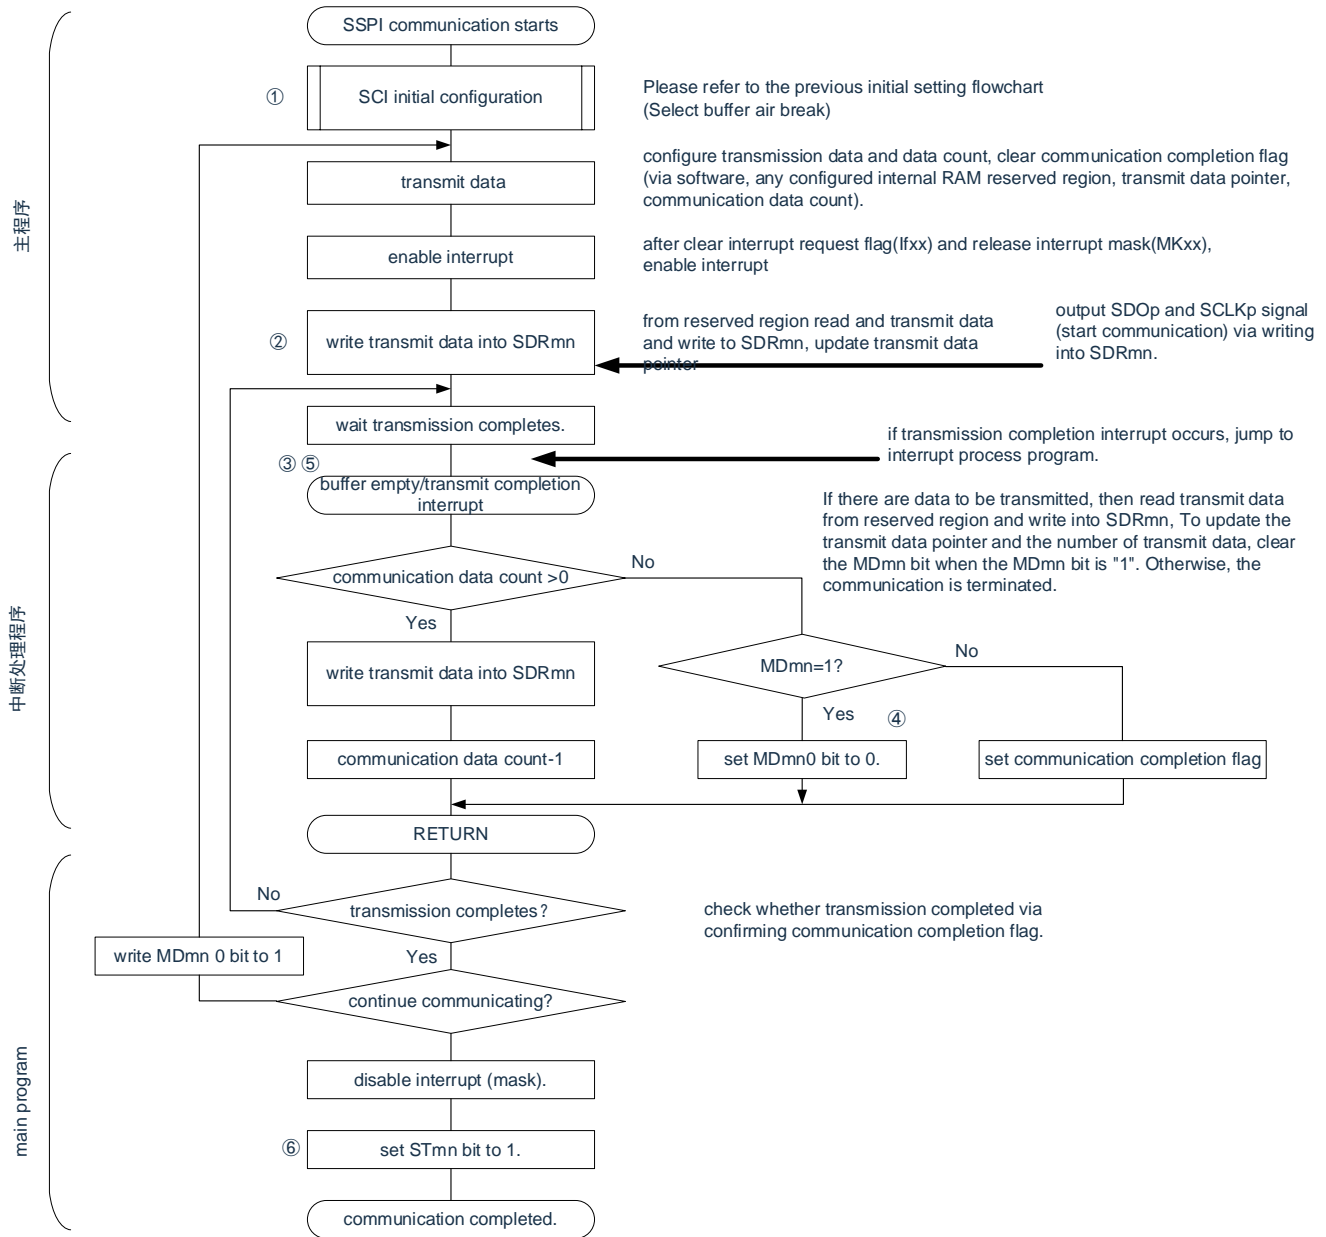 SSPI communication starts
①
SCI initial configuration
Please refer to the previous initial setting flowchart
(Select buffer air break)
transmit data
configure transmission data and data count, clear communication completion flag
(via software, any configured internal RAM reserved region, transmit data pointer,
communication data count).
主程序
enable interrupt
after clear interrupt request flag(Ifxx) and release interrupt mask(MKxx),
enable interrupt
②
write transmit data into SDRmn
from reserved region read and transmit data
and write to SDRmn, update transmit data
pointer
output SDOp and SCLKp signal
(start communication) via writing
into SDRmn.
wait transmission completes.
if transmission completion interrupt occurs, jump to
interrupt process program.
③ ⑤
buffer empty/transmit completion
interrupt
If there are data to be transmitted, then read transmit data
from reserved region and write into SDRmn, To update the
transmit data pointer and the number of transmit data, clear
the MDmn bit when the MDmn bit is "1". Otherwise, the
communication is terminated.
communication data count >0
No
Yes
中断处理程序
write transmit data into SDRmn
MDmn=1?
No
Yes
④
communication data count-1
set MDmn0 bit to 0.
set communication completion flag
RETURN
No
transmission completes?
check whether transmission completed via
confirming communication completion flag.
write MDmn 0 bit to 1
Yes
continue communicating?
main program
disable interrupt (mask).
⑥
set STmn bit to 1.
communication completed.